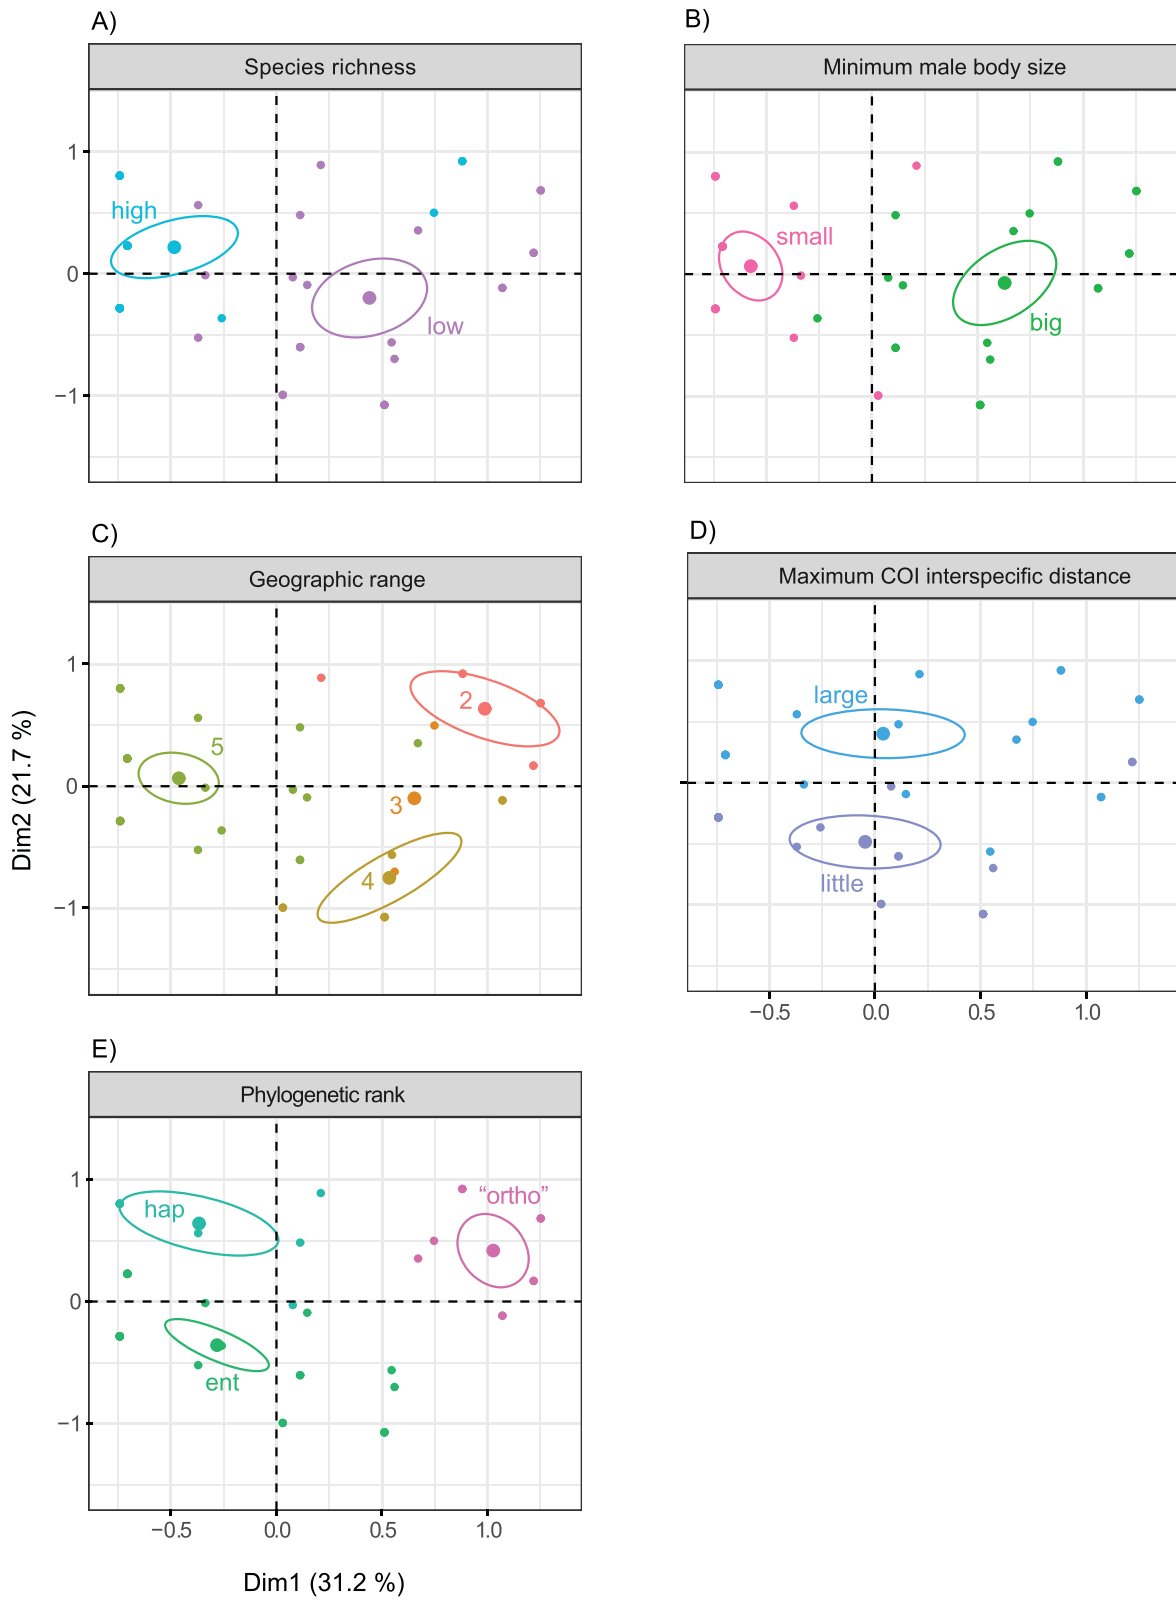 A)
Species richness
1
0
−1
high
low
B)
Minimum male body size
small
big
C)
Geographic range
1
0
−1
2
5
3
4
D)
Maximum COI interspecific distance
large
little
−0.5 0.0 0.5 1.0
Dim2 (21.7 %)
E)
Phylogenetic rank
1
0
−1
hap
“ortho”
ent
−0.5 0.0 0.5 1.0
Dim1 (31.2 %)